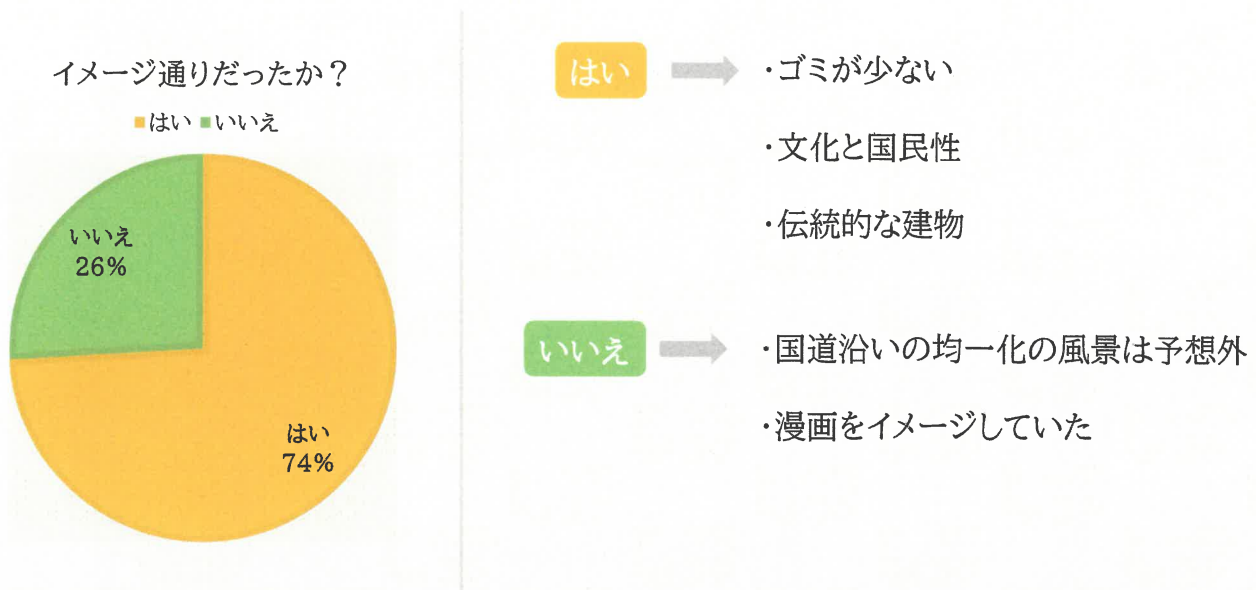 イメージ通りだったか？
はい いいえ
いいえ
26%
はい
74%
はい
・ゴミが少ない
・文化と国民性
・伝統的な建物
いいえ
・国道沿いの均一化の風景は予想外
・漫画をイメージしていた